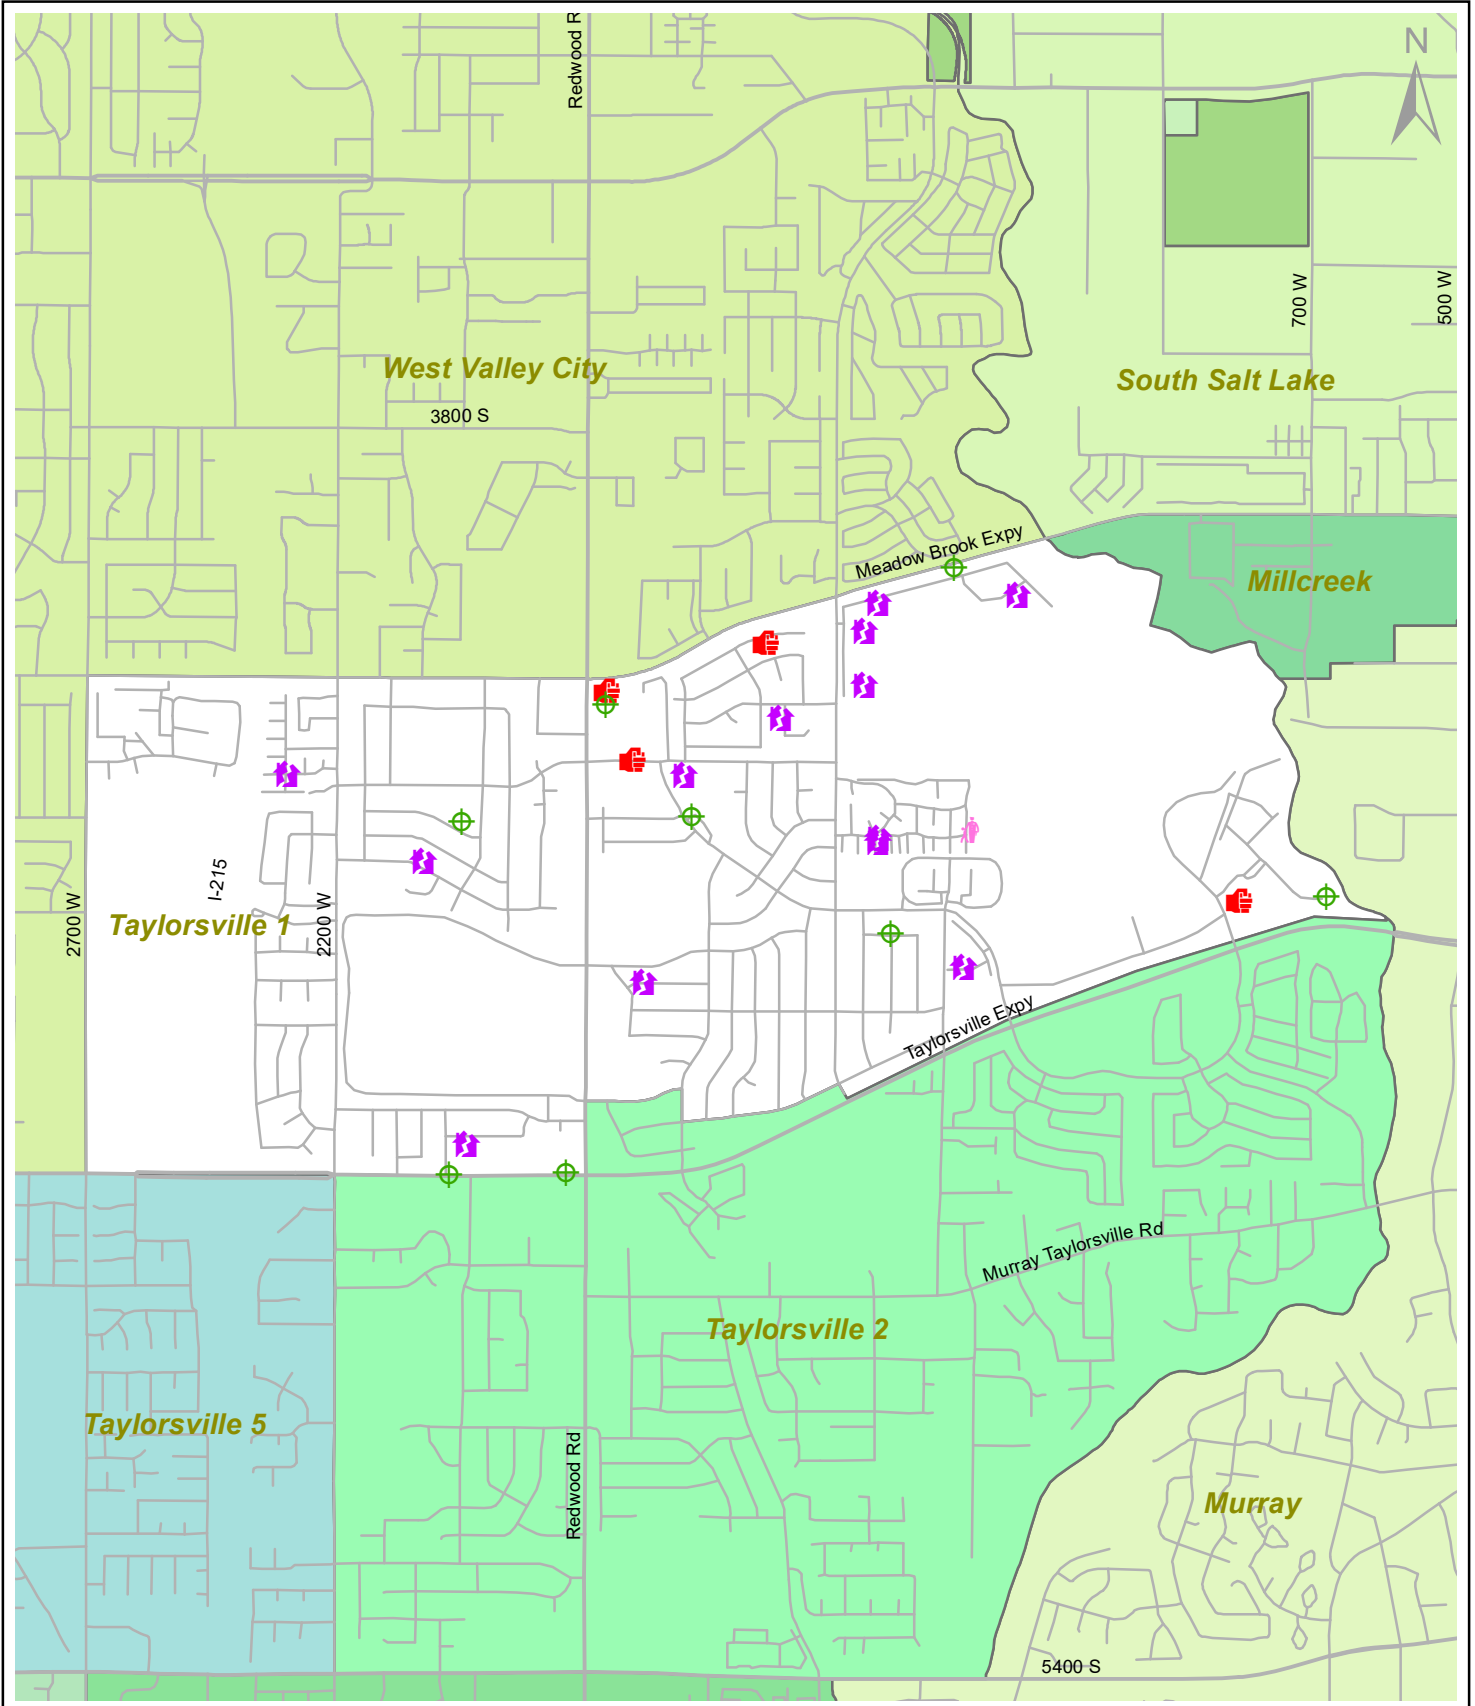 Redwood R
N
700 W
500 W
West Valley City
South Salt Lake
3800 S
Meadow Brook Expy
Millcreek
I-215
2700 W
Taylorsville 1
2200 W
Taylorsville Expy
Murray Taylorsville Rd
Taylorsville 2
Taylorsville 5
Redwood Rd
Murray
5400 S